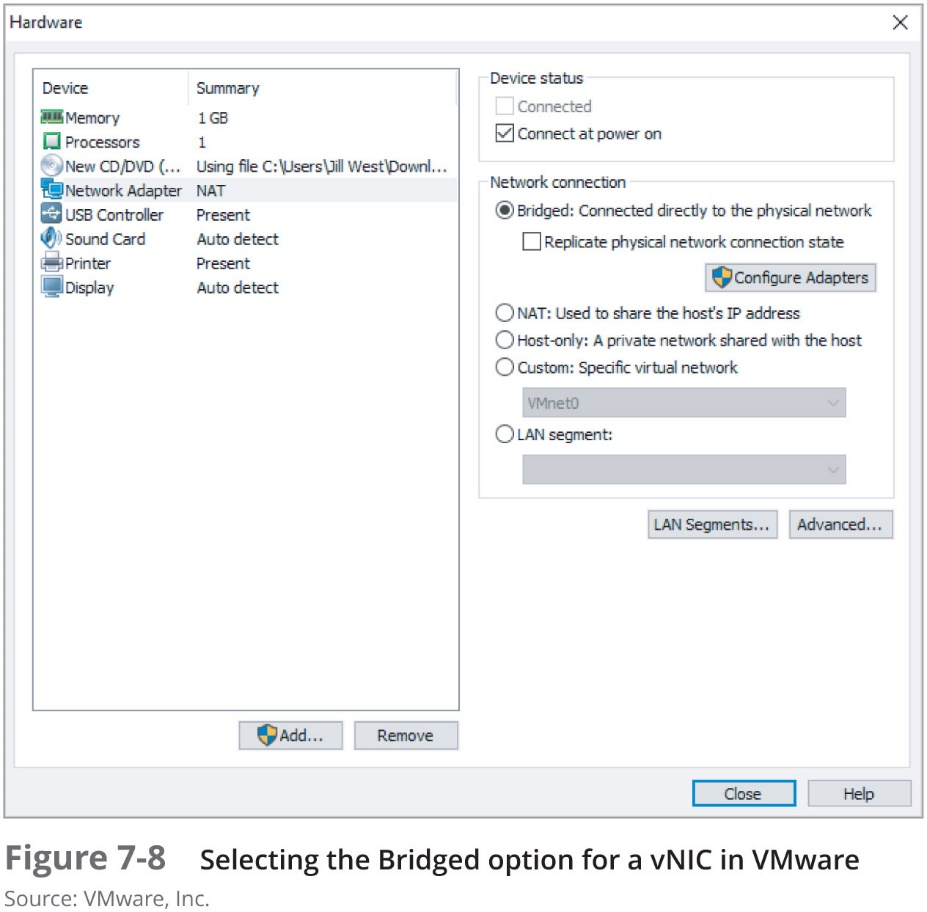 Hardware
Device Summary
Memory 1 GB
Processors 1
New CD/DVD (... Using file C:\Users\Jill West\Downl...
Network Adapter NAT
USB Controller Present
Sound Card Auto detect
Printer Present
Display Auto detect
Add...
Remove
Device status
Connected
Connect at power on
Network connection
Bridged: Connected directly to the physical network
Replicate physical network connection state
Configure Adapters
NAT: Used to share the host's IP address
Host-only: A private network shared with the host
Custom: Specific virtual network
VMnet0
LAN segment:
LAN Segments...
Advanced...
Close
Help
Figure 7-8 Selecting the Bridged option for a vNIC in VMware
Source: VMware, Inc.